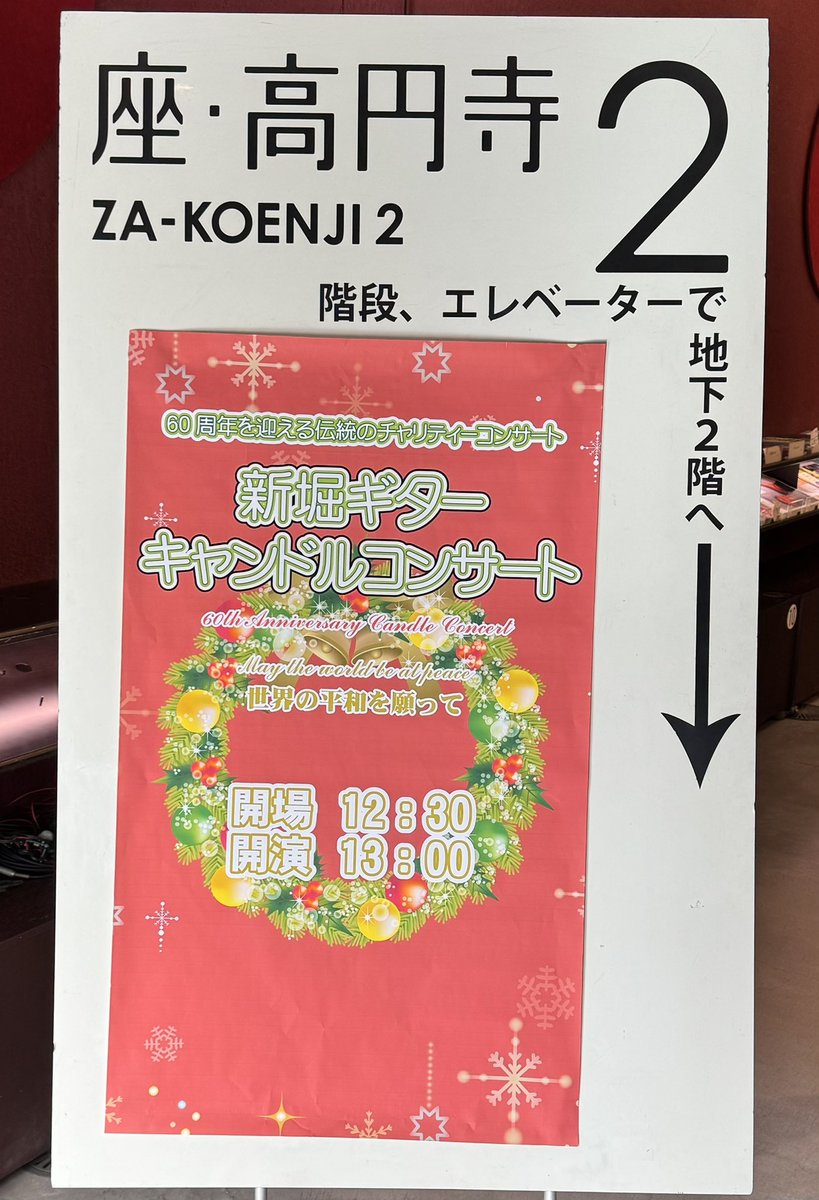 座・高円寺2
ZA-KOENJI 2
階段、エレベーターで
地下2階へ
60周年を迎える伝統のチャリティーコンサート
新堀ギター
キャンドルコンサート
60th Anniversary Candle Concert
May the world be at peace
世界の平和を願って
開場 12:30
開演 13:00